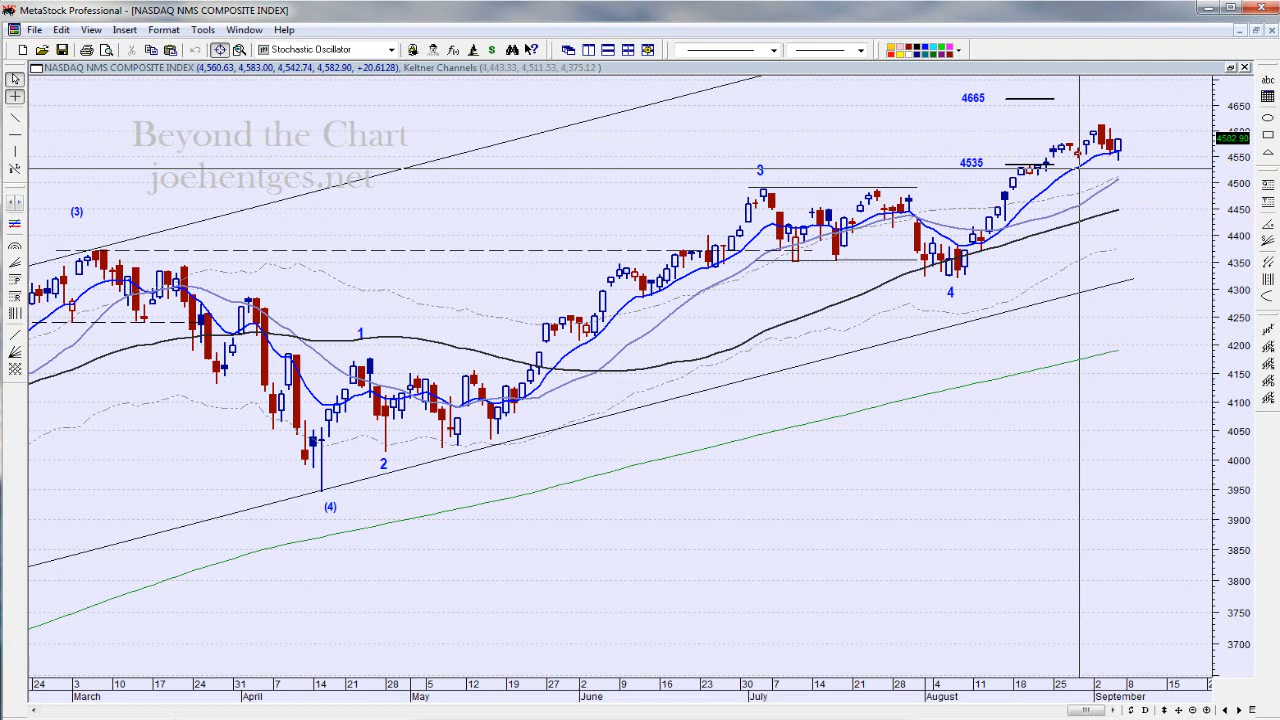 MetaStock Professional - [NASDAQ NMS COMPOSITE INDEX]
File Edit View Insert Format Tools Window Help
Stochastic Oscillator
NASDAQ NMS COMPOSITE INDEX (4,560.63, 4,583.00, 4,542.74, 4,582.90, +20.6128), Keltner Channels (4,443.33, 4,511.53, 4,375.12 )
abc
Beyond the Chart
joehentges.net
4665
4535
(3)
3
1
4
2
(4)
4650
4600
4582.90
4550
4500
4450
4400
4350
4300
4250
4200
4150
4100
4050
4000
3950
3900
3850
3800
3750
3700
24 3 10 17 24 31 7 14 21 28 5 12 19 27 2 9 16 23 30 7 14 21 28 4 11 18 25 2 8 15
March April May June July August September
D